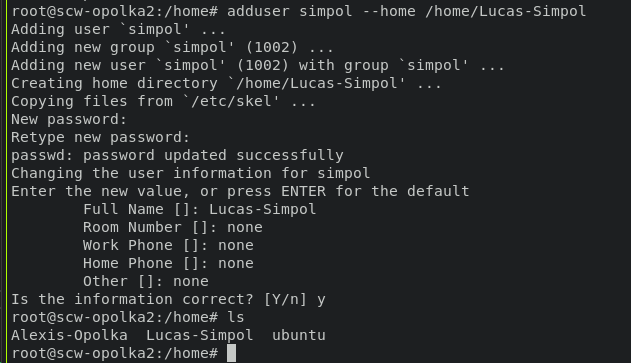 root@scw-opolka2:/home# adduser simpol --home /home/Lucas-Simpol
Adding user `simpol' ...
Adding new group `simpol' (1002) ...
Adding new user `simpol' (1002) with group `simpol' ...
Creating home directory `/home/Lucas-Simpol' ...
Copying files from `/etc/skel' ...
New password:
Retype new password:
passwd: password updated successfully
Changing the user information for simpol
Enter the new value, or press ENTER for the default
        Full Name []: Lucas-Simpol
        Room Number []: none
        Work Phone []: none
        Home Phone []: none
        Other []: none
Is the information correct? [Y/n] y
root@scw-opolka2:/home# ls
Alexis-Opolka  Lucas-Simpol  ubuntu
root@scw-opolka2:/home#